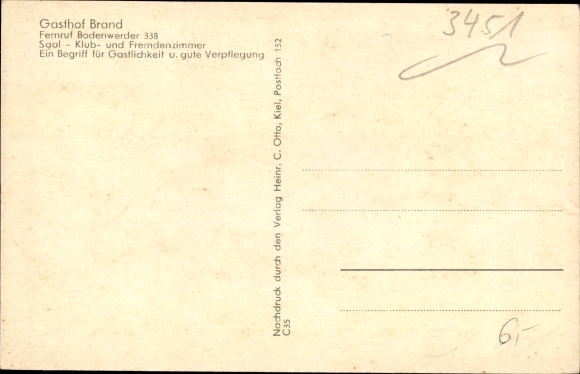 Gasthof Brand
Fernruf Bodenwerder 338
Saal - Klub- und Fremdenzimmer
Ein Begriff für Gastlichkeit u. gute Verpflegung
Nachdruck durch den Verlag Heinr. C. Otto, Kiel, Postfach 152
C35
3451
6,-